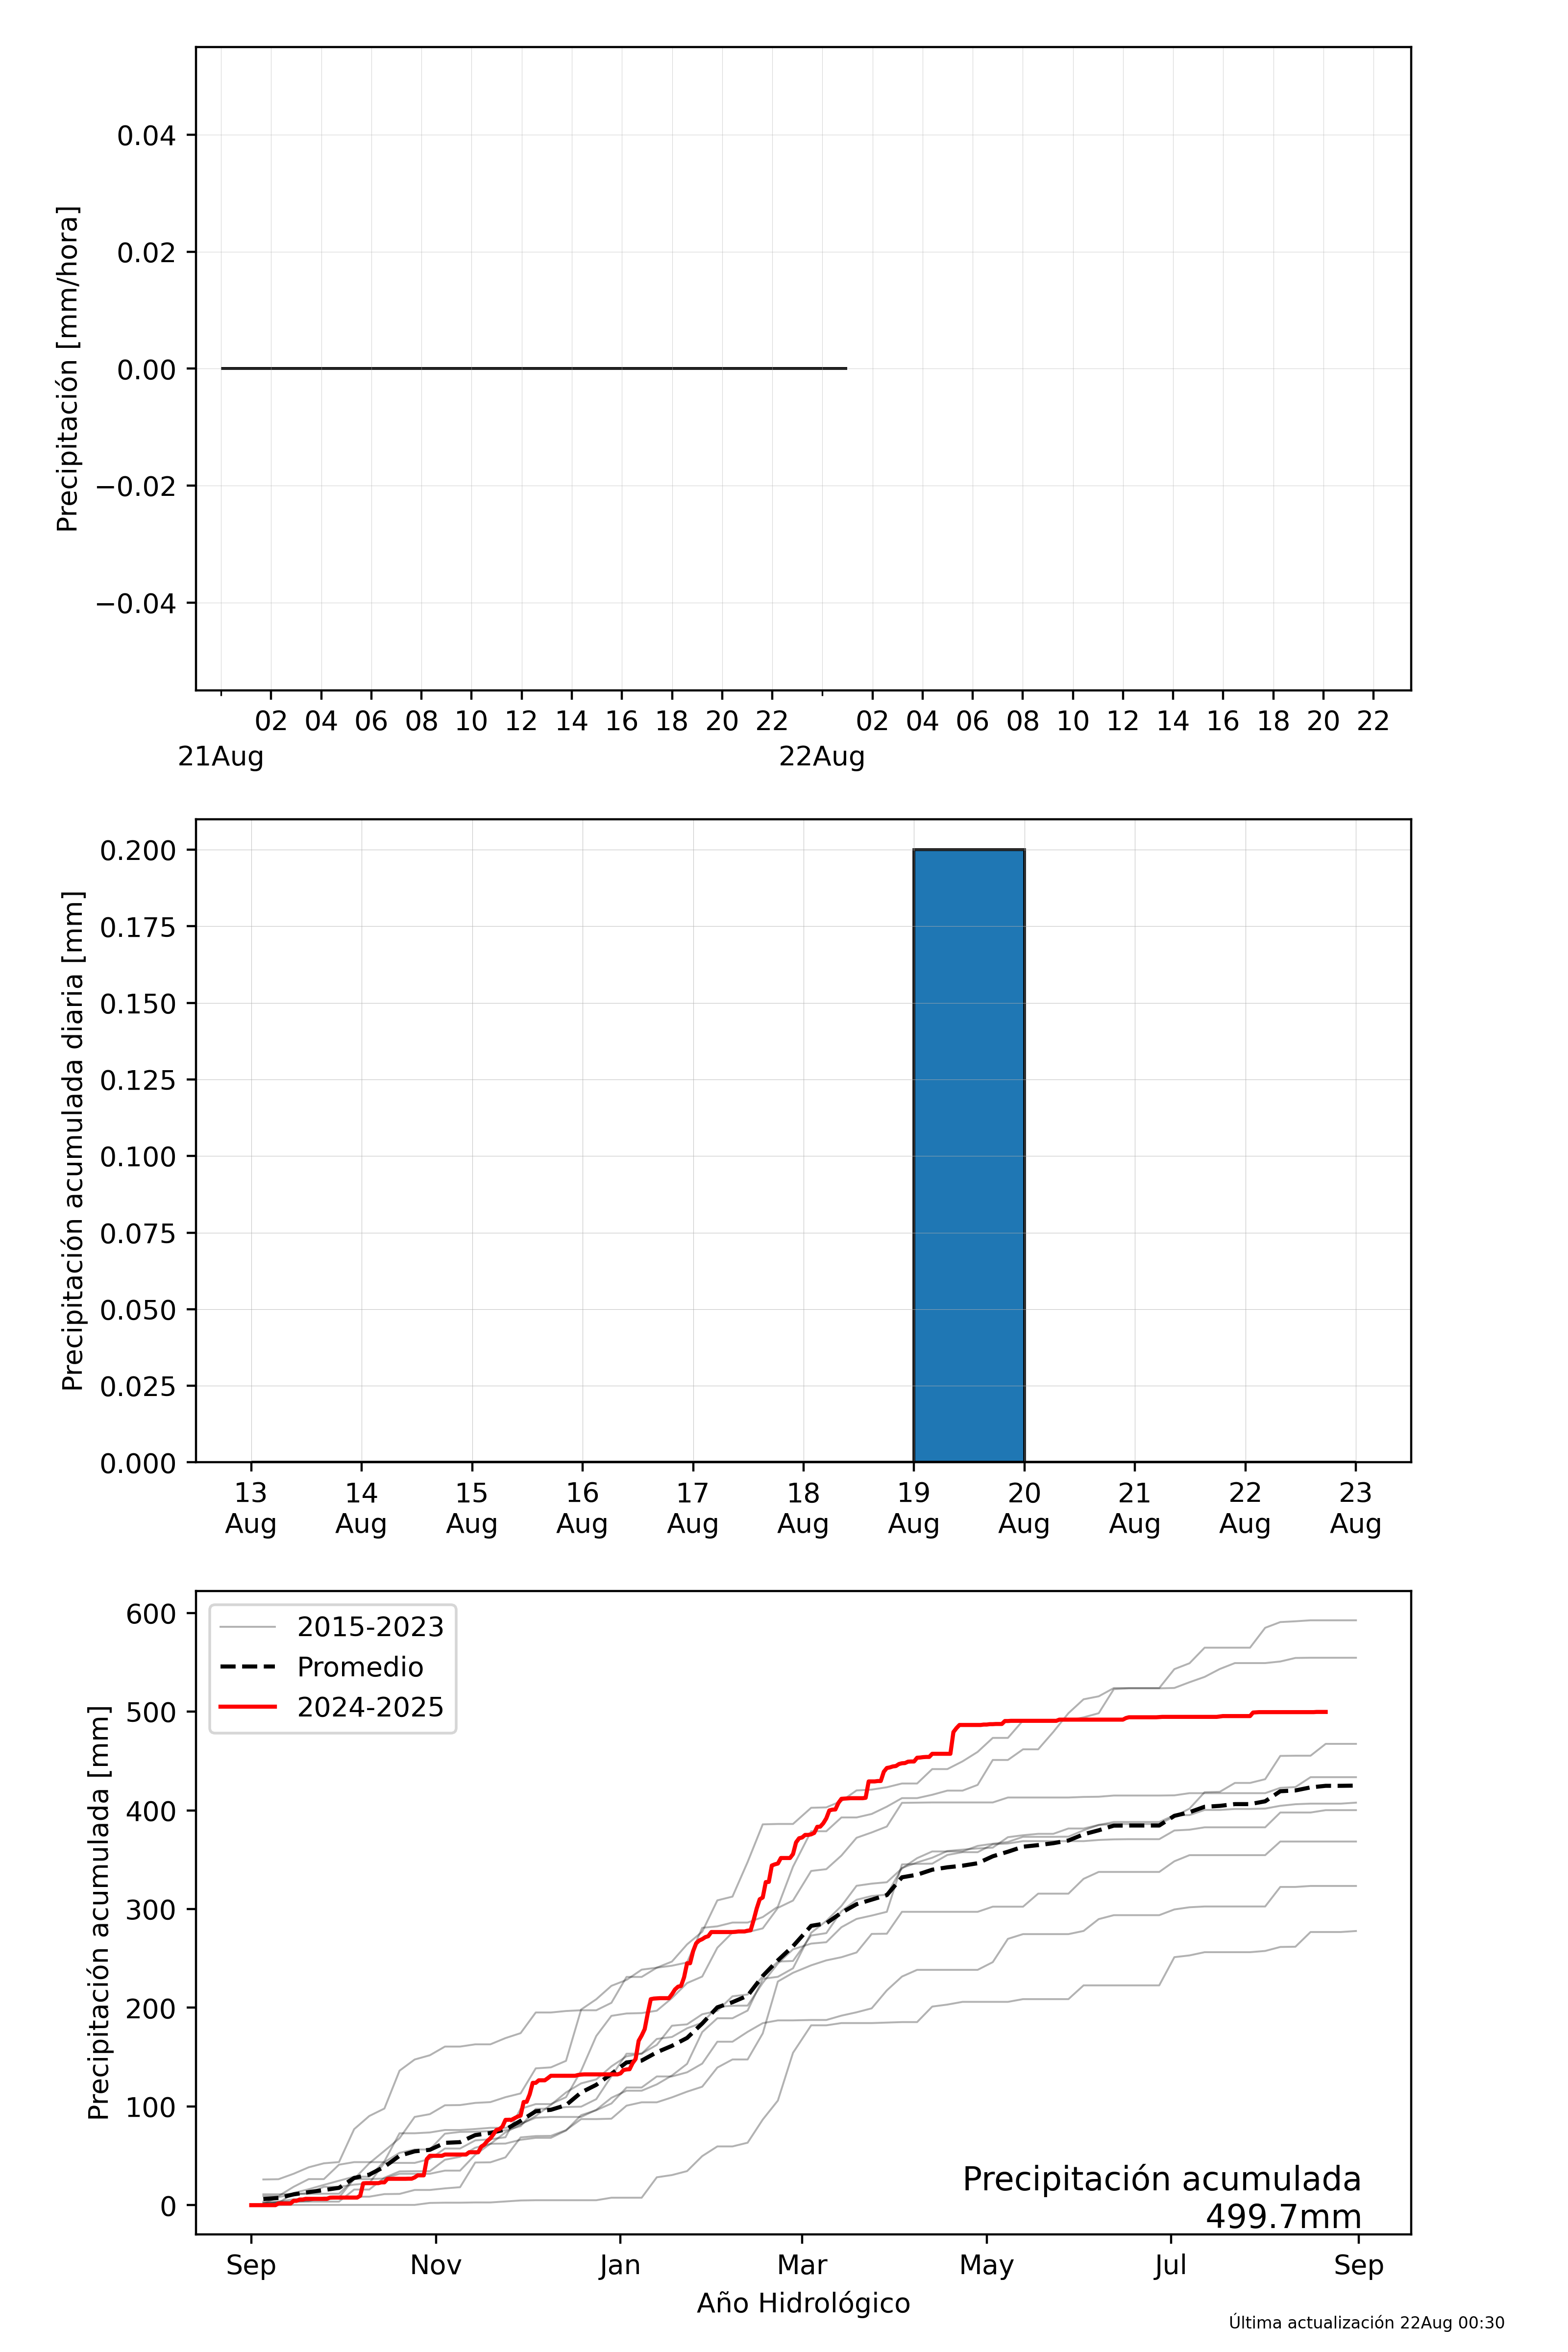 Precipitación [mm/hora]
0.04
0.02
0.00
−0.02
−0.04
02 04 06 08 10 12 14 16 18 20 22 02 04 06 08 10 12 14 16 18 20 22
21Aug 22Aug
Precipitación acumulada diaria [mm]
0.200
0.175
0.150
0.125
0.100
0.075
0.050
0.025
0.000
13 14 15 16 17 18 19 20 21 22 23
Aug Aug Aug Aug Aug Aug Aug Aug Aug Aug Aug
Precipitación acumulada [mm]
600
500
400
300
200
100
0
2015-2023
Promedio
2024-2025
Precipitación acumulada
499.7mm
Sep Nov Jan Mar May Jul Sep
Año Hidrológico
Última actualización 22Aug 00:30